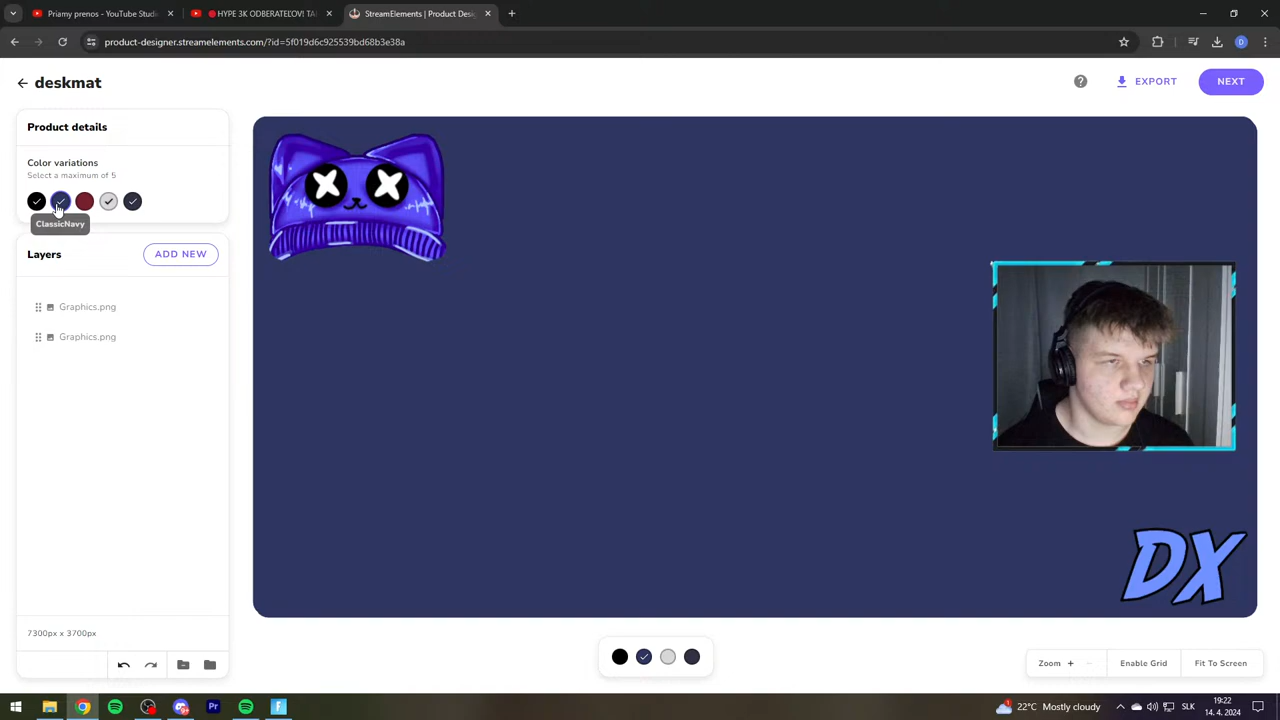 Priamy prenos - YouTube Studi
HYPE 3K ODBERATEĽOV! TA
StreamElements | Product Desi
product-designer.streamelements.com/?id=5f019d6c925539bd68b3e38a
deskmat
EXPORT
NEXT
Product details
Color variations
Select a maximum of 5
ClassicNavy
Layers
ADD NEW
Graphics.png
Graphics.png
DX
7300px x 3700px
Zoom + -
Enable Grid
Fit To Screen
22°C Mostly cloudy
SLK
19:22
14. 4. 2024